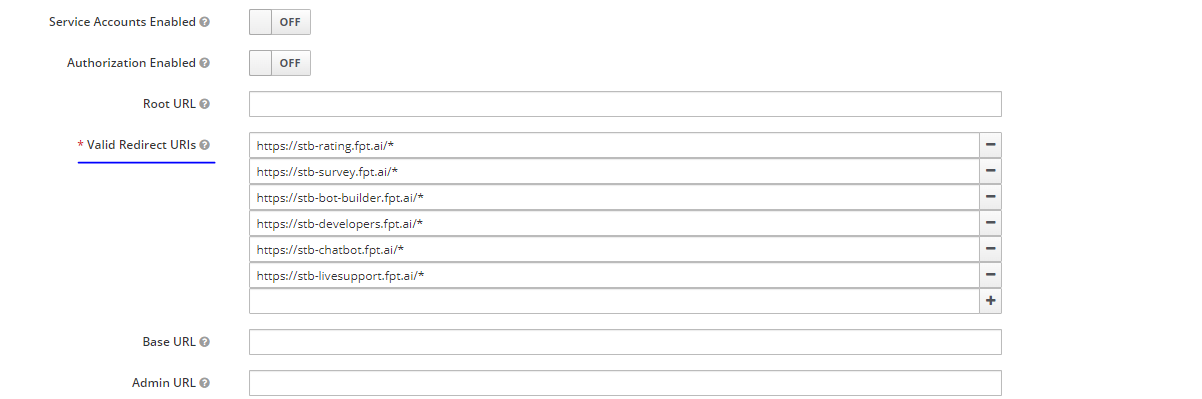 Service Accounts Enabled
OFF
Authorization Enabled
OFF
Root URL
* Valid Redirect URIs
https://stb-rating.fpt.ai/*
https://stb-survey.fpt.ai/*
https://stb-bot-builder.fpt.ai/*
https://stb-developers.fpt.ai/*
https://stb-chatbot.fpt.ai/*
https://stb-livesupport.fpt.ai/*
Base URL
Admin URL